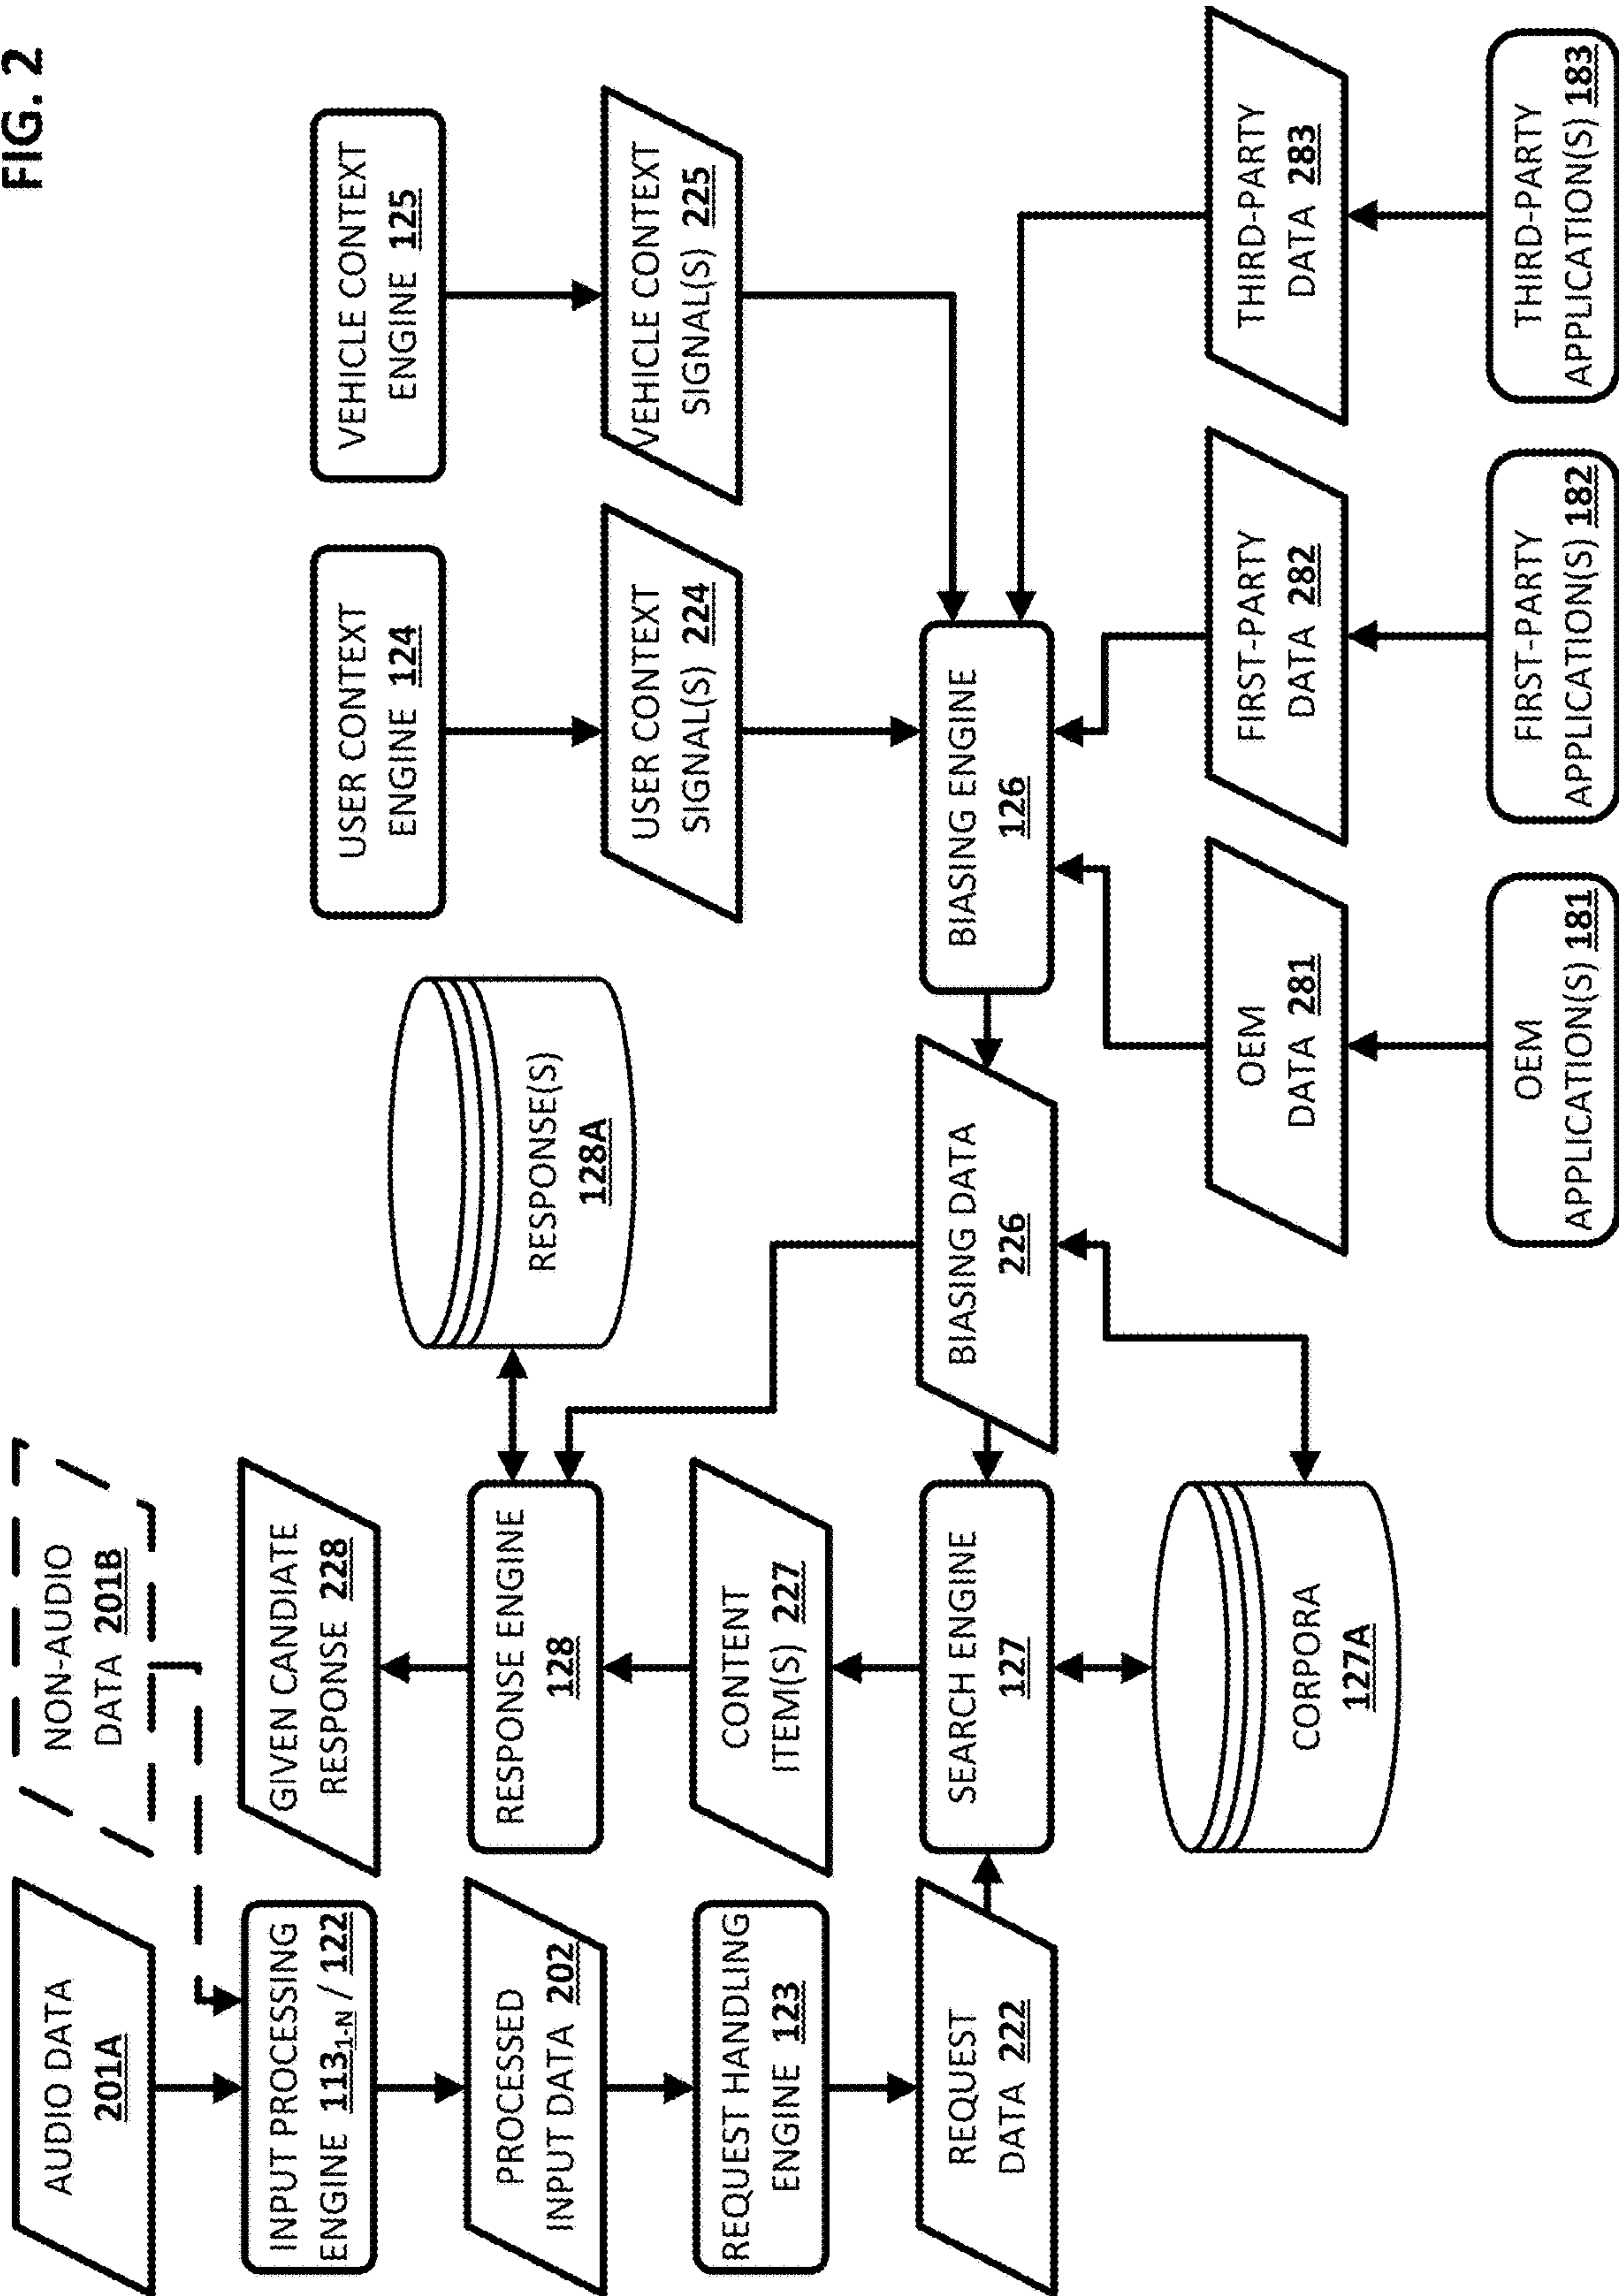 FIG. 2
AUDIO DATA
201A
NON-AUDIO
DATA 201B
INPUT PROCESSING
ENGINE 113₁₋ₙ / 122
PROCESSED
INPUT DATA 202
REQUEST HANDLING
ENGINE 123
REQUEST
DATA 222
GIVEN CANDIATE
RESPONSE 228
RESPONSE ENGINE
128
CONTENT
ITEM(S) 227
SEARCH ENGINE
127
CORPORA
127A
RESPONSE(S)
128A
BIASING DATA
226
USER CONTEXT
ENGINE 124
USER CONTEXT
SIGNAL(S) 224
BIASING ENGINE
126
VEHICLE CONTEXT
ENGINE 125
VEHICLE CONTEXT
SIGNAL(S) 225
OEM
DATA 281
OEM
APPLICATION(S) 181
FIRST-PARTY
DATA 282
FIRST-PARTY
APPLICATION(S) 182
THIRD-PARTY
DATA 283
THIRD-PARTY
APPLICATION(S) 183